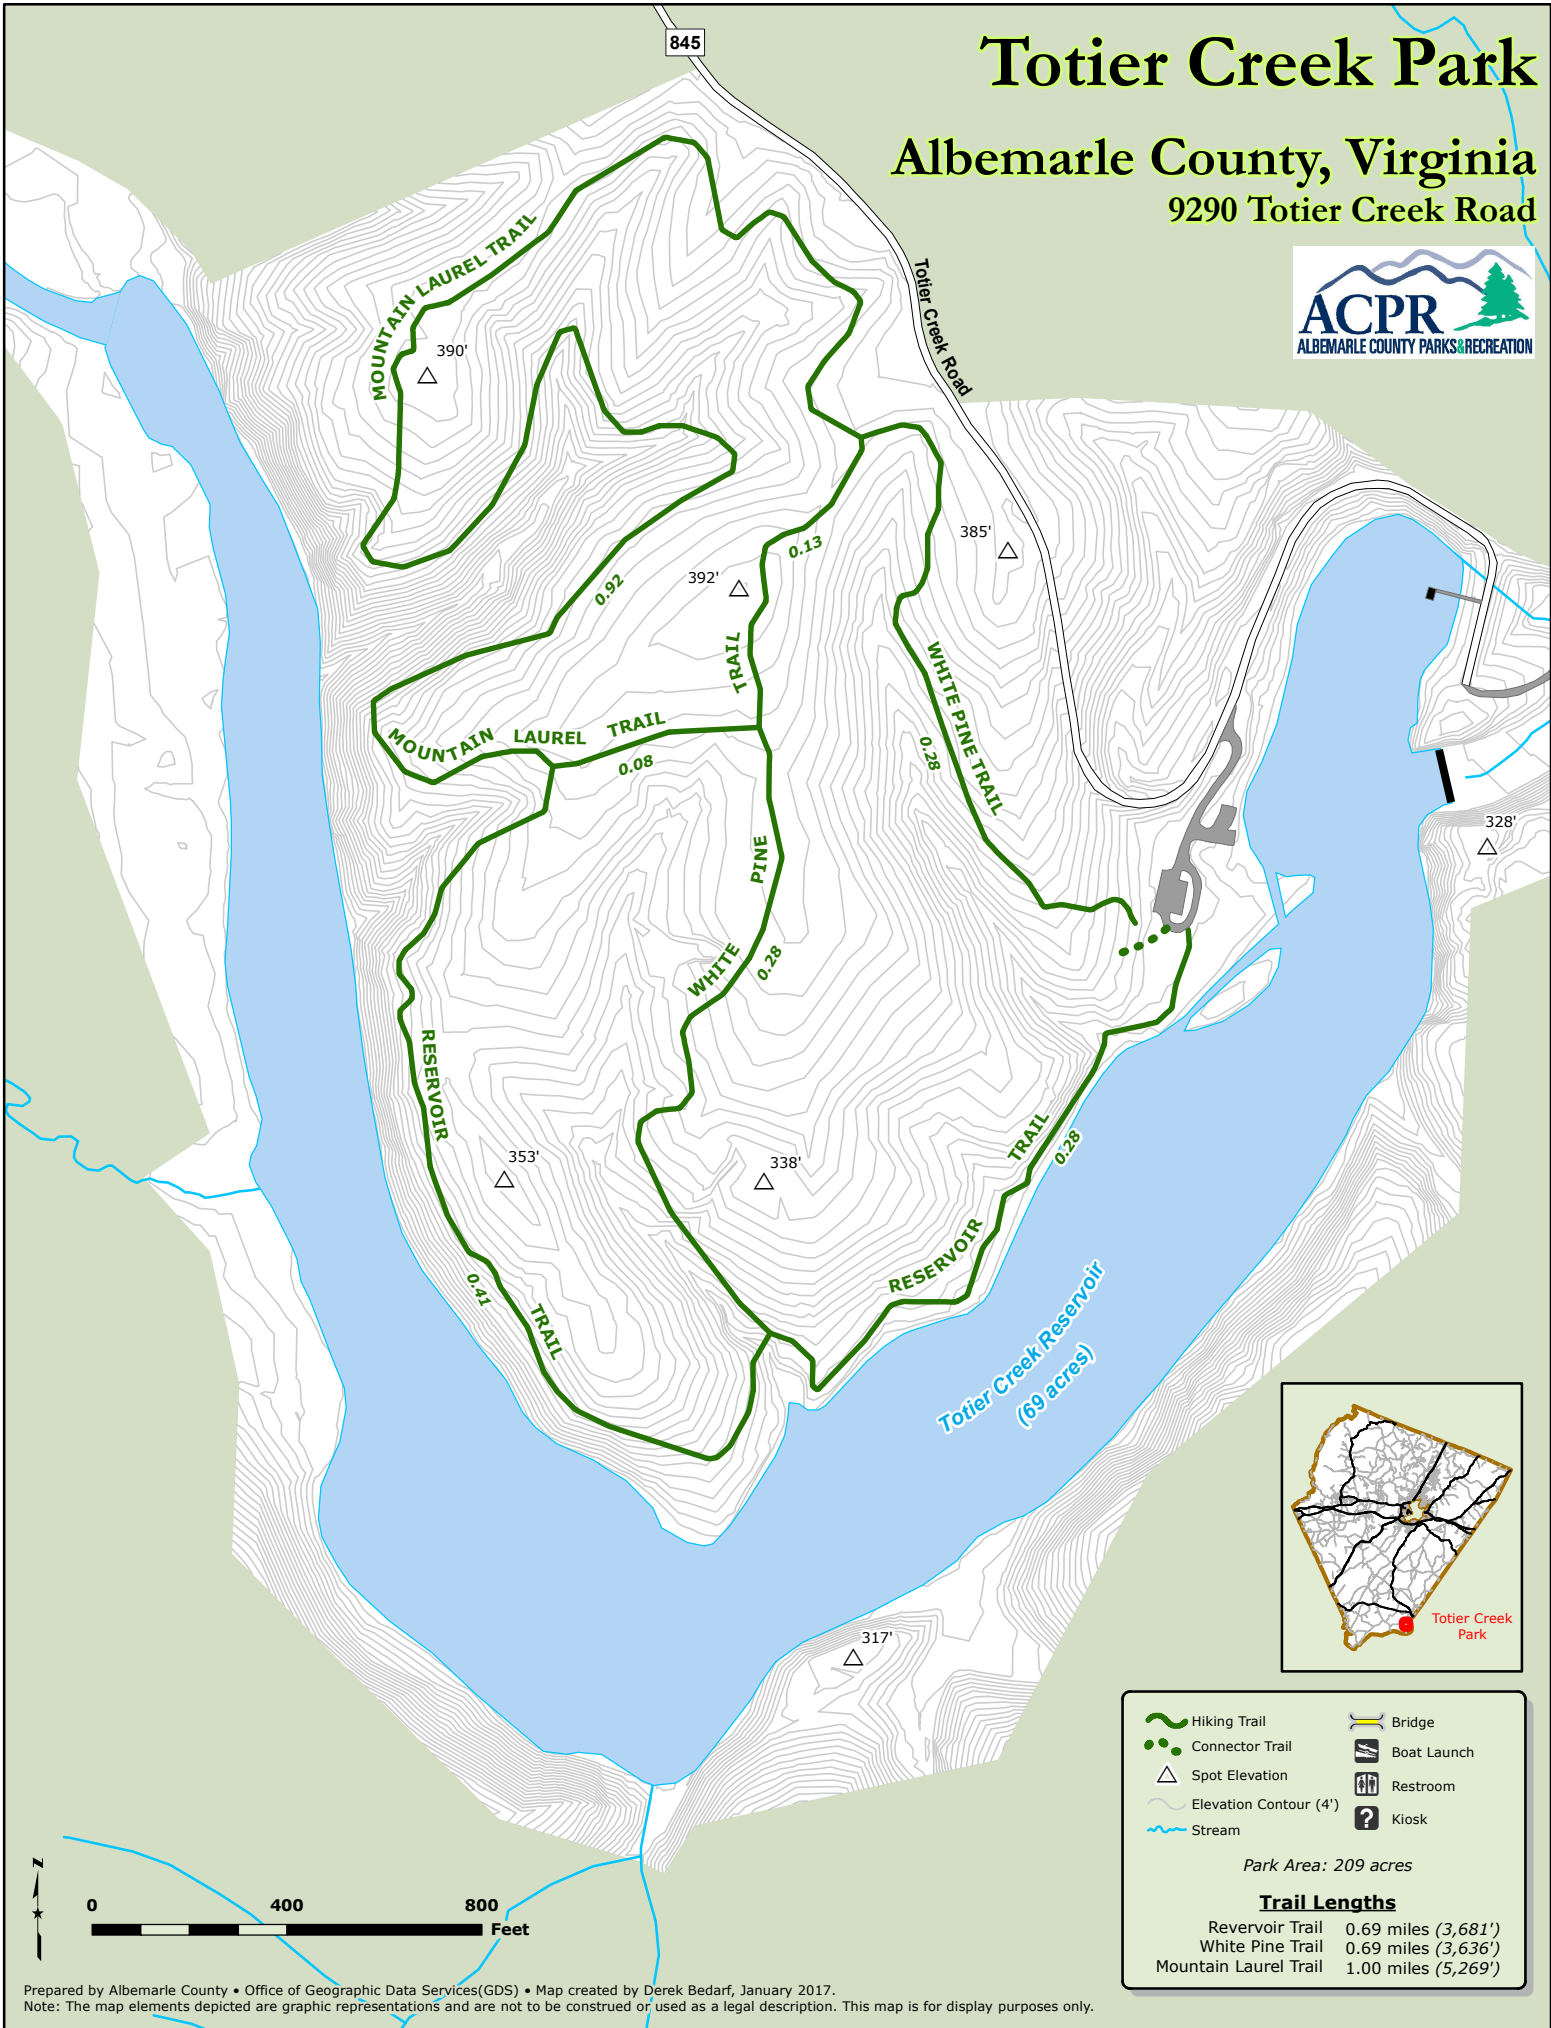 845
Totier Creek Park
Albemarle County, Virginia
9290 Totier Creek Road
ACPR
ALBEMARLE COUNTY PARKS&RECREATION
Totier Creek Road
MOUNTAIN LAUREL TRAIL
390'
385'
0.13
392'
0.92
TRAIL
WHITE PINE TRAIL
0.28
MOUNTAIN LAUREL TRAIL
0.08
328'
PINE
WHITE
0.28
RESERVOIR
353'
338'
TRAIL
0.28
RESERVOIR
0.41
TRAIL
Totier Creek Reservoir
(69 acres)
317'
Totier Creek
Park
Hiking Trail
Connector Trail
Spot Elevation
Elevation Contour (4')
Stream
Bridge
Boat Launch
Restroom
?
Kiosk
Park Area: 209 acres
Trail Lengths
Revervoir Trail 0.69 miles (3,681')
White Pine Trail 0.69 miles (3,636')
Mountain Laurel Trail 1.00 miles (5,269')
N
0 400 800
Feet
Prepared by Albemarle County • Office of Geographic Data Services(GDS) • Map created by Derek Bedarf, January 2017.
Note: The map elements depicted are graphic representations and are not to be construed or used as a legal description. This map is for display purposes only.